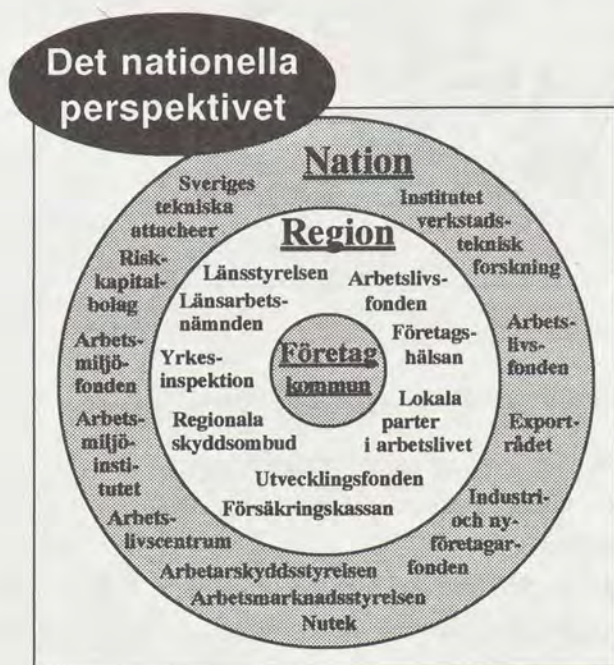 Det nationella
perspektivet
Nation
Sveriges
tekniska
attacheer
Institutet
verkstads-
teknisk
forskning
Risk-
kapital-
bolag
Arbets-
miljö-
fonden
Arbets-
miljö-
insti-
tutet
Arbets-
livscentrum
Arbetarskyddsstyrelsen
Arbetsmarknadsstyrelsen
Nutek
Arbets-
livs-
fonden
Export-
rådet
Industri-
och ny-
företagar-
fonden
Region
Länsstyrelsen
Länsarbets-
nämnden
Yrkes-
inspektion
Regionala
skyddsombud
Arbetslivs-
fonden
Företags-
hälsan
Lokala
parter
i arbetslivet
Utvecklingsfonden
Försäkringskassan
Företag
kommun